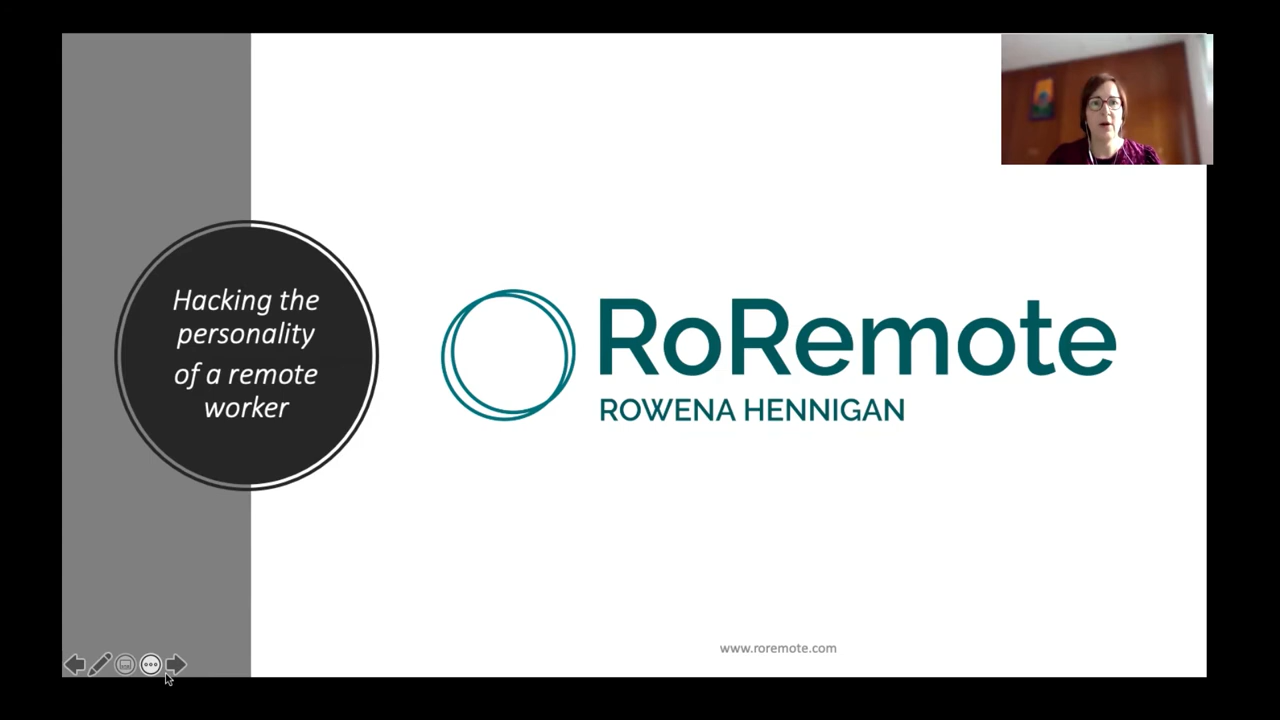 Hacking the
personality
of a remote
worker
RoRemote
ROWENA HENNIGAN
www.roremote.com